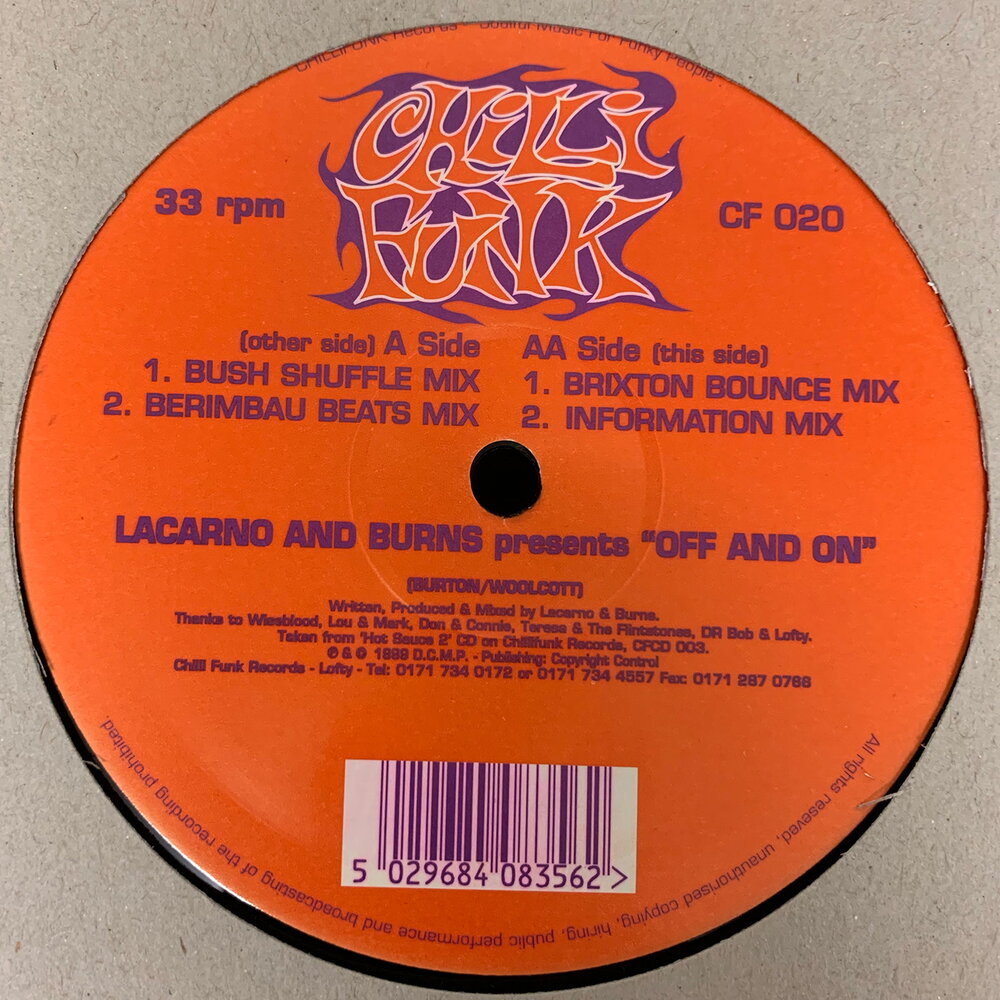 CHILLIFUNK Records - Soulful Music For Funky People
CHiLLi
FUNK
33 rpm
CF 020
(other side) A Side
1. BUSH SHUFFLE MIX
2. BERIMBAU BEATS MIX
AA Side (this side)
1. BRIXTON BOUNCE MIX
2. INFORMATION MIX
LACARNO AND BURNS presents "OFF AND ON"
(BURTON/WOOLCOTT)
Written, Produced & Mixed by Lacarno & Burns.
Thanks to Wiseblood, Lou & Mark, Don & Connie, Teresa & The Flintstones, DR Bob & Lofty.
Taken from 'Hot Sauce 2' CD on Chillifunk Records, CFCD 003.
℗ & © 1999 D.C.M.P. - Publishing: Copyright Control
Chilli Funk Records - Lofty - Tel: 0171 734 0172 or 0171 734 4557 Fax: 0171 287 0766
5 029684 083562 >
All rights reseved, unauthorised copying, hiring, public performance and broadcasting of the recording prohibited.